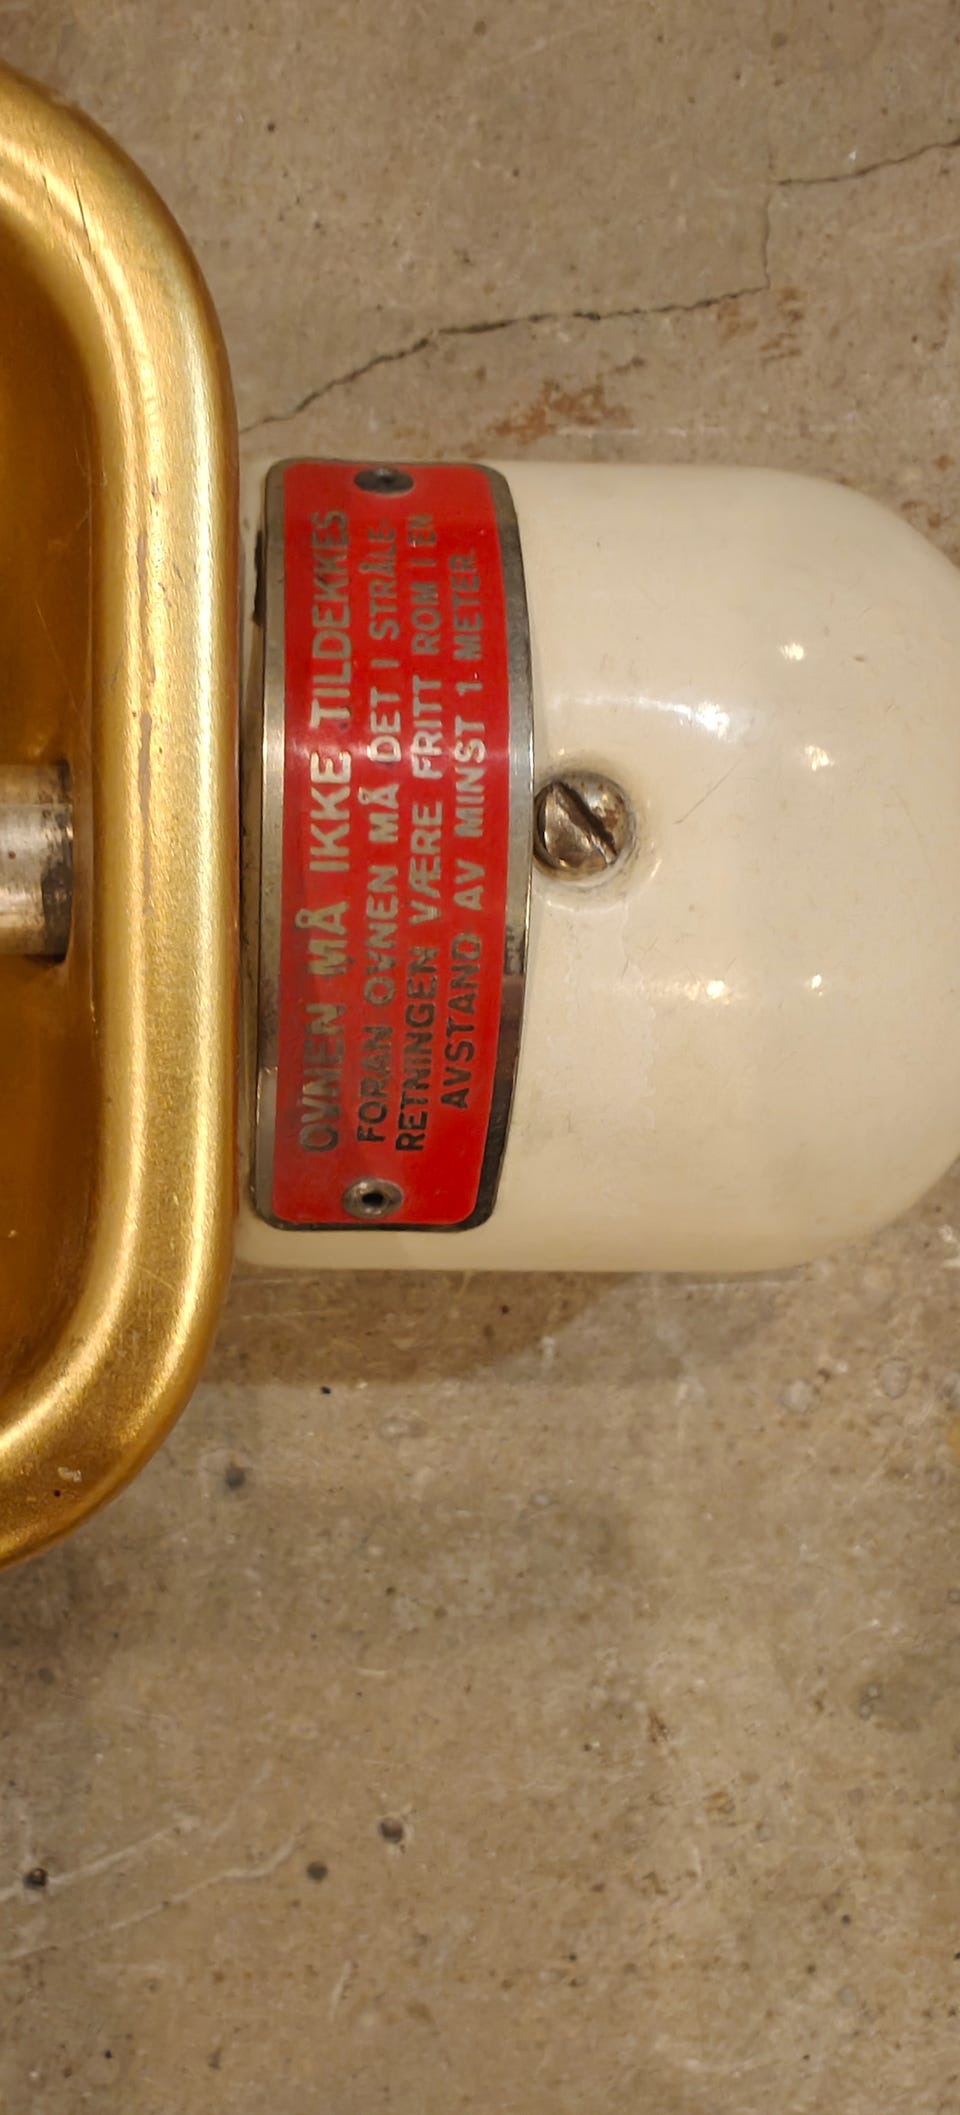 OVNEN MÅ IKKE TILDEKKES
FORAN OVNEN MÅ DET I STRÅLE-
RETNINGEN VÆRE FRITT ROM I EN
AVSTAND AV MINST 1 METER